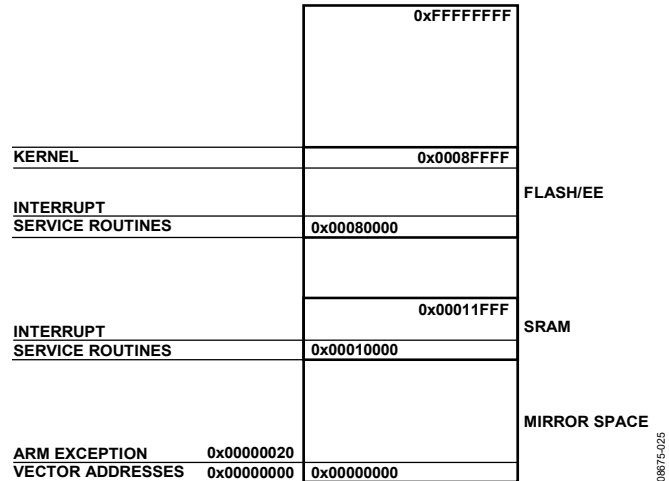 0xFFFFFFFF
KERNEL 0x0008FFFF
FLASH/EE
INTERRUPT
SERVICE ROUTINES 0x00080000
0x00011FFF
SRAM
INTERRUPT
SERVICE ROUTINES 0x00010000
MIRROR SPACE
ARM EXCEPTION 0x00000020
VECTOR ADDRESSES 0x00000000 0x00000000
08675-025